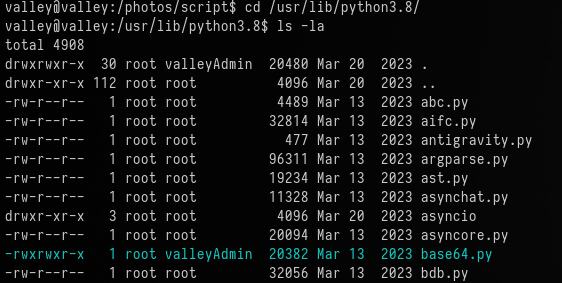 valley@valley:/photos/script$ cd /usr/lib/python3.8/
valley@valley:/usr/lib/python3.8$ ls -la
total 4908
drwxrwxr-x  30 root valleyAdmin  20480 Mar 20  2023 .
drwxr-xr-x 112 root root          4096 Mar 20  2023 ..
-rw-r--r--   1 root root          4489 Mar 13  2023 abc.py
-rw-r--r--   1 root root         32814 Mar 13  2023 aifc.py
-rw-r--r--   1 root root           477 Mar 13  2023 antigravity.py
-rw-r--r--   1 root root         96311 Mar 13  2023 argparse.py
-rw-r--r--   1 root root         19234 Mar 13  2023 ast.py
-rw-r--r--   1 root root         11328 Mar 13  2023 asynchat.py
drwxr-xr-x   3 root root          4096 Mar 20  2023 asyncio
-rw-r--r--   1 root root         20094 Mar 13  2023 asyncore.py
-rwxrwxr-x   1 root valleyAdmin  20382 Mar 13  2023 base64.py
-rw-r--r--   1 root root         32056 Mar 13  2023 bdb.py